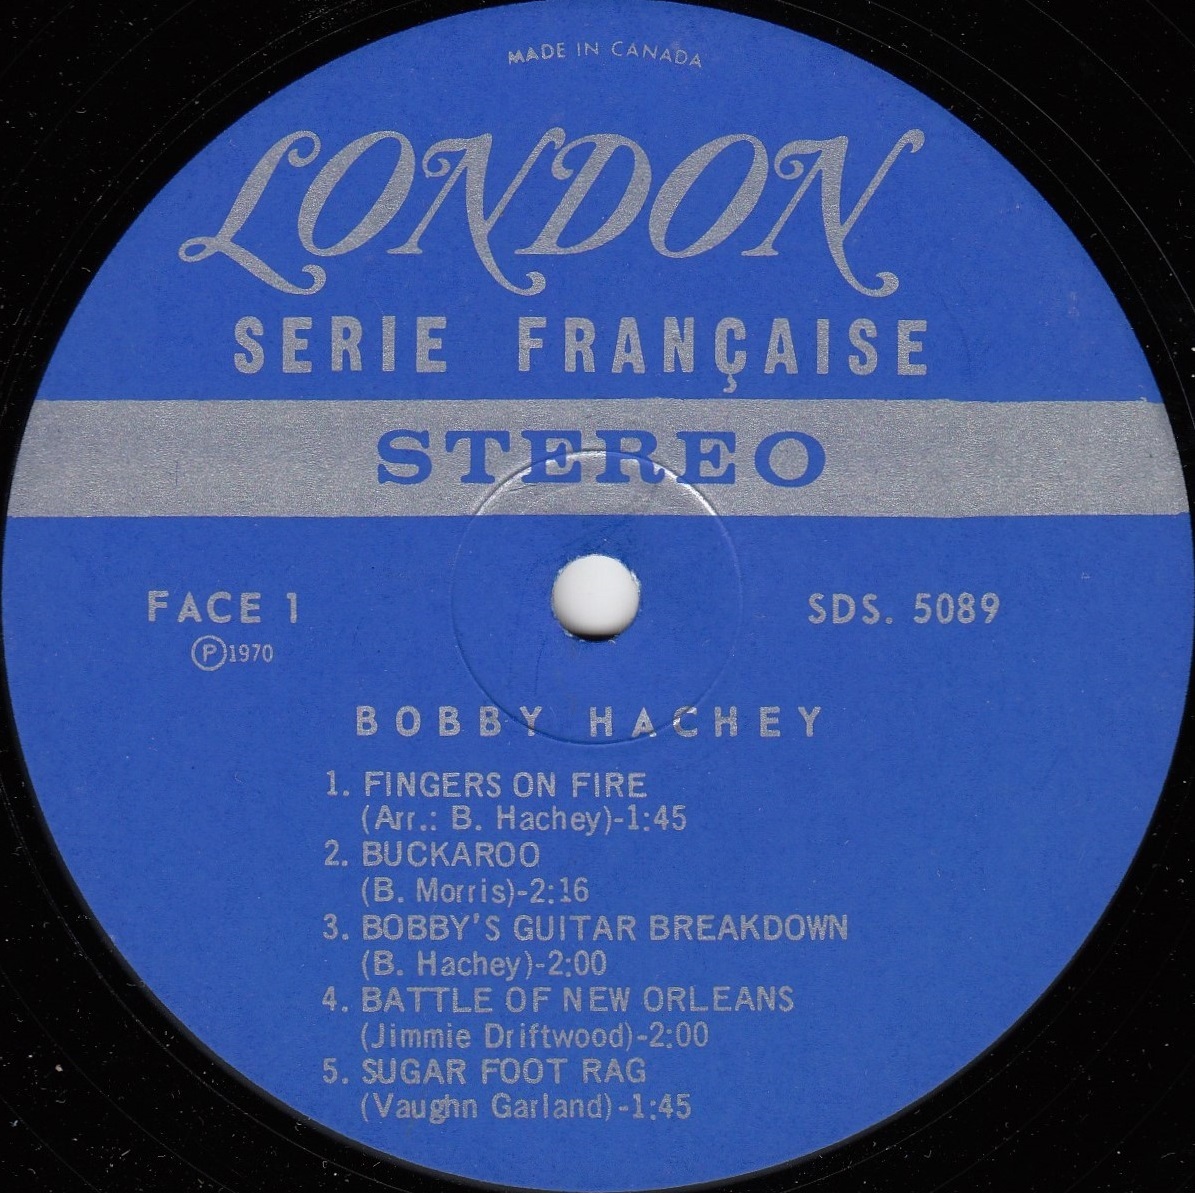 MADE IN CANADA
LONDON
SERIE FRANÇAISE
STEREO
FACE 1
SDS. 5089
Ⓟ1970
BOBBY HACHEY
1. FINGERS ON FIRE
(Arr.: B. Hachey)-1:45
2. BUCKAROO
(B. Morris)-2:16
3. BOBBY'S GUITAR BREAKDOWN
(B. Hachey)-2:00
4. BATTLE OF NEW ORLEANS
(Jimmie Driftwood)-2:00
5. SUGAR FOOT RAG
(Vaughn Garland)-1:45